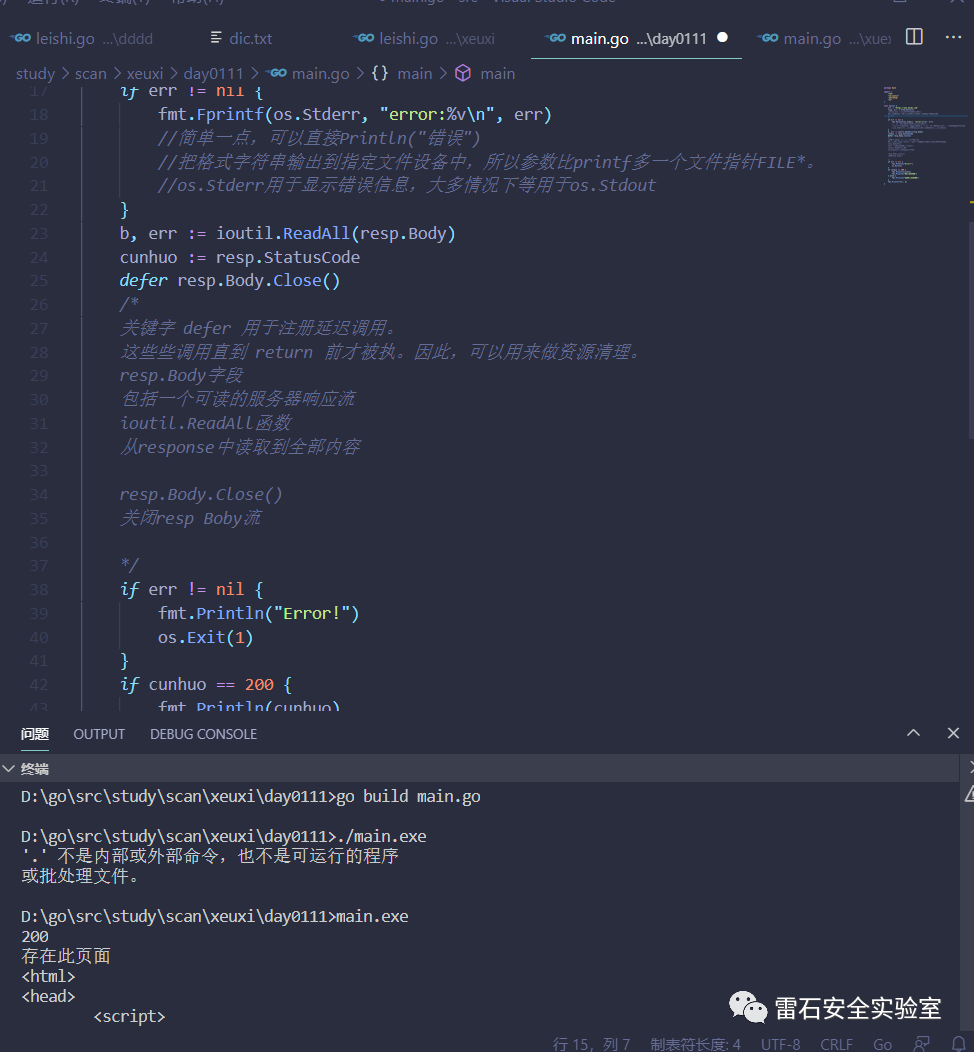 leishi.go ...\dddd
dic.txt
leishi.go ...\xeuxi
main.go ...\day0111
main.go ...\xuex
study > scan > xeuxi > day0111 > main.go > {} main > main
17 if err != nil {
18 fmt.Fprintf(os.Stderr, "error:%v\n", err)
19 //简单一点，可以直接Println("错误")
20 //把格式字符串输出到指定文件设备中，所以参数比printf多一个文件指针FILE*。
21 //os.Stderr用于显示错误信息，大多情况下等用于os.Stdout
22 }
23 b, err := ioutil.ReadAll(resp.Body)
24 cunhuo := resp.StatusCode
25 defer resp.Body.Close()
26 /*
27 关键字 defer 用于注册延迟调用。
28 这些些调用直到 return 前才被执。因此，可以用来做资源清理。
29 resp.Body字段
30 包括一个可读的服务器响应流
31 ioutil.ReadAll函数
32 从response中读取到全部内容
33
34 resp.Body.Close()
35 关闭resp Boby流
36
37 */
38 if err != nil {
39 fmt.Println("Error!")
40 os.Exit(1)
41 }
42 if cunhuo == 200 {
43 fmt.Println(cunhuo)
问题 OUTPUT DEBUG CONSOLE
终端
D:\go\src\study\scan\xeuxi\day0111>go build main.go
D:\go\src\study\scan\xeuxi\day0111>./main.exe
'.' 不是内部或外部命令，也不是可运行的程序
或批处理文件。
D:\go\src\study\scan\xeuxi\day0111>main.exe
200
存在此页面
<html>
<head>
<script>
雷石安全实验室
行 15，列 7 制表符长度: 4 UTF-8 CRLF Go